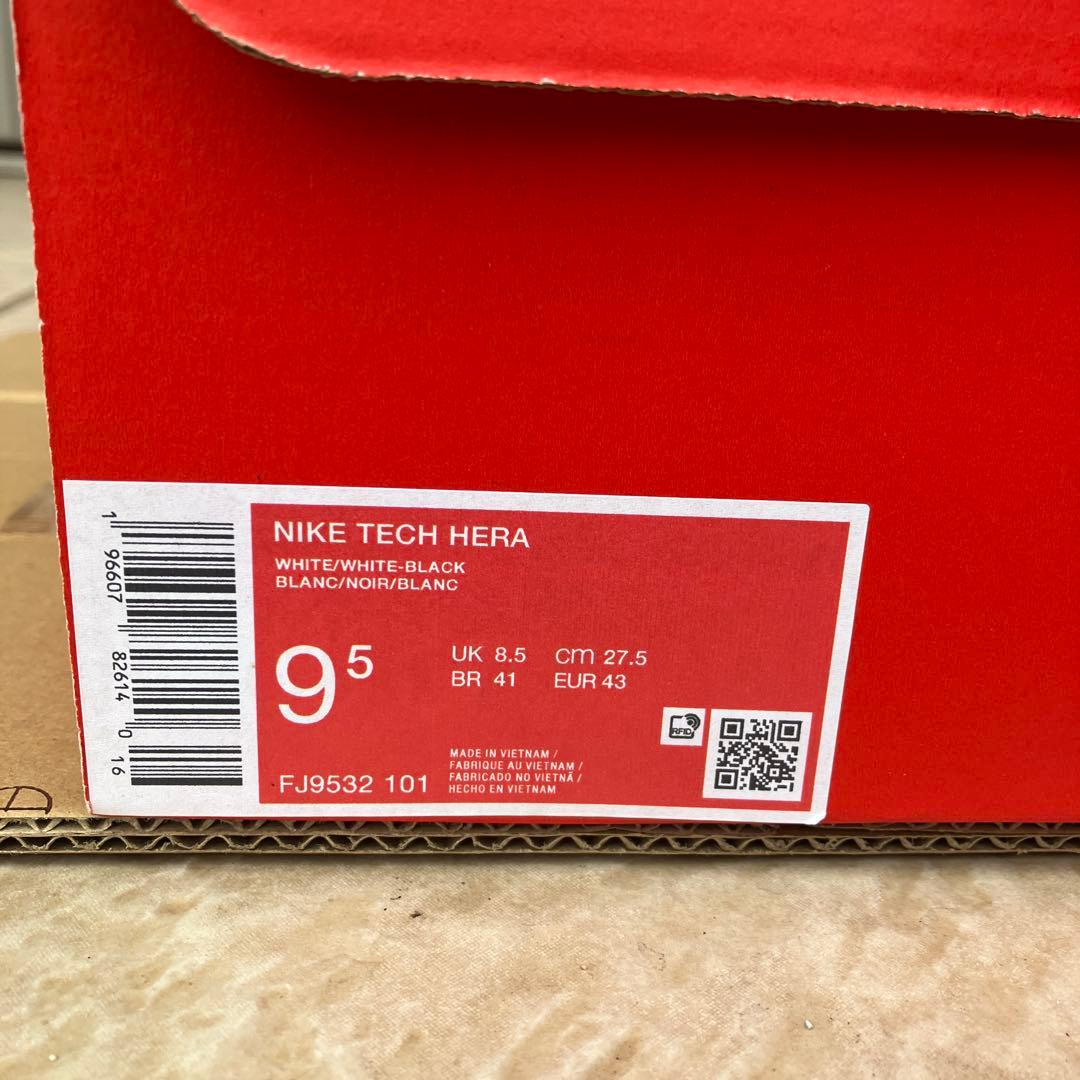 NIKE TECH HERA
WHITE/WHITE-BLACK
BLANC/NOIR/BLANC
9 5
UK 8.5 cm 27.5
BR 41 EUR 43
RFID
MADE IN VIETNAM /
FABRIQUE AU VIETNAM /
FABRICADO NO VIETNÃ /
HECHO EN VIETNAM
FJ9532 101
1 96607 82614 0 16